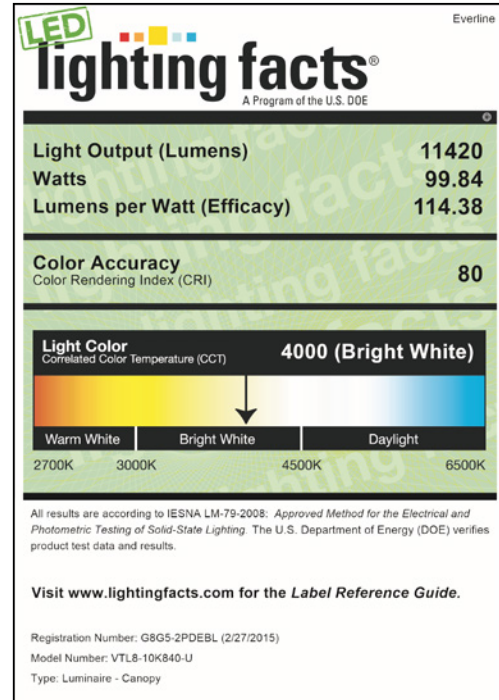 Everline
LED
lighting facts®
A Program of the U.S. DOE
Light Output (Lumens) 11420
Watts 99.84
Lumens per Watt (Efficacy) 114.38
Color Accuracy
Color Rendering Index (CRI) 80
Light Color
Correlated Color Temperature (CCT) 4000 (Bright White)
Warm White Bright White Daylight
2700K 3000K 4500K 6500K
All results are according to IESNA LM-79-2008: Approved Method for the Electrical and
Photometric Testing of Solid-State Lighting. The U.S. Department of Energy (DOE) verifies
product test data and results.
Visit www.lightingfacts.com for the Label Reference Guide.
Registration Number: G8G5-2PDEBL (2/27/2015)
Model Number: VTL8-10K840-U
Type: Luminaire - Canopy